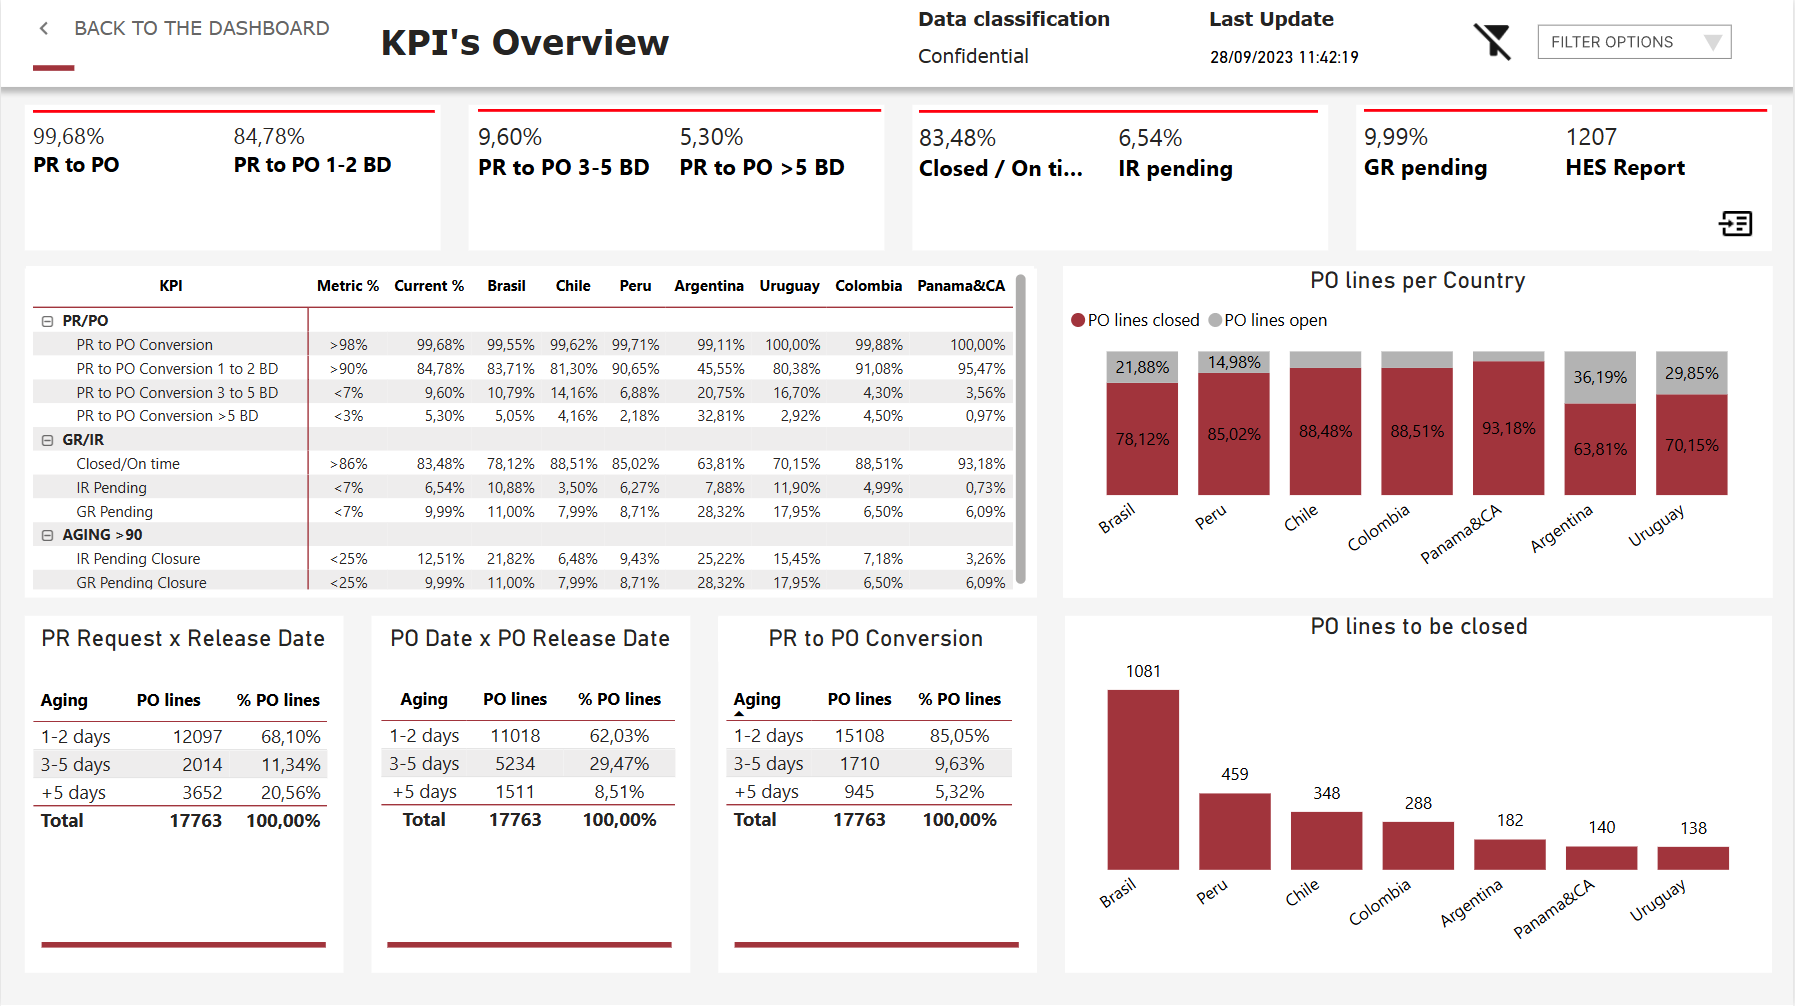 BACK TO THE DASHBOARD
KPI's Overview
Data classification
Confidential
Last Update
28/09/2023 11:42:19
FILTER OPTIONS
99,68% 84,78%
PR to PO PR to PO 1-2 BD
9,60% 5,30%
PR to PO 3-5 BD PR to PO >5 BD
83,48% 6,54%
Closed / On ti... IR pending
9,99% 1207
GR pending HES Report
KPI Metric % Current % Brasil Chile Peru Argentina Uruguay Colombia Panama&CA
PR/PO
PR to PO Conversion >98% 99,68% 99,55% 99,62% 99,71% 99,11% 100,00% 99,88% 100,00%
PR to PO Conversion 1 to 2 BD >90% 84,78% 83,71% 81,30% 90,65% 45,55% 80,38% 91,08% 95,47%
PR to PO Conversion 3 to 5 BD <7% 9,60% 10,79% 14,16% 6,88% 20,75% 16,70% 4,30% 3,56%
PR to PO Conversion >5 BD <3% 5,30% 5,05% 4,16% 2,18% 32,81% 2,92% 4,50% 0,97%
GR/IR
Closed/On time >86% 83,48% 78,12% 88,51% 85,02% 63,81% 70,15% 88,51% 93,18%
IR Pending <7% 6,54% 10,88% 3,50% 6,27% 7,88% 11,90% 4,99% 0,73%
GR Pending <7% 9,99% 11,00% 7,99% 8,71% 28,32% 17,95% 6,50% 6,09%
AGING >90
IR Pending Closure <25% 12,51% 21,82% 6,48% 9,43% 25,22% 15,45% 7,18% 3,26%
GR Pending Closure <25% 9,99% 11,00% 7,99% 8,71% 28,32% 17,95% 6,50% 6,09%
PO lines per Country
PO lines closed PO lines open
21,88% 14,98% 36,19% 29,85%
78,12% 85,02% 88,48% 88,51% 93,18% 63,81% 70,15%
Brasil Peru Chile Colombia Panama&CA Argentina Uruguay
PR Request x Release Date
Aging PO lines % PO lines
1-2 days 12097 68,10%
3-5 days 2014 11,34%
+5 days 3652 20,56%
Total 17763 100,00%
PO Date x PO Release Date
Aging PO lines % PO lines
1-2 days 11018 62,03%
3-5 days 5234 29,47%
+5 days 1511 8,51%
Total 17763 100,00%
PR to PO Conversion
Aging PO lines % PO lines
1-2 days 15108 85,05%
3-5 days 1710 9,63%
+5 days 945 5,32%
Total 17763 100,00%
PO lines to be closed
1081 459 348 288 182 140 138
Brasil Peru Chile Colombia Argentina Panama&CA Uruguay